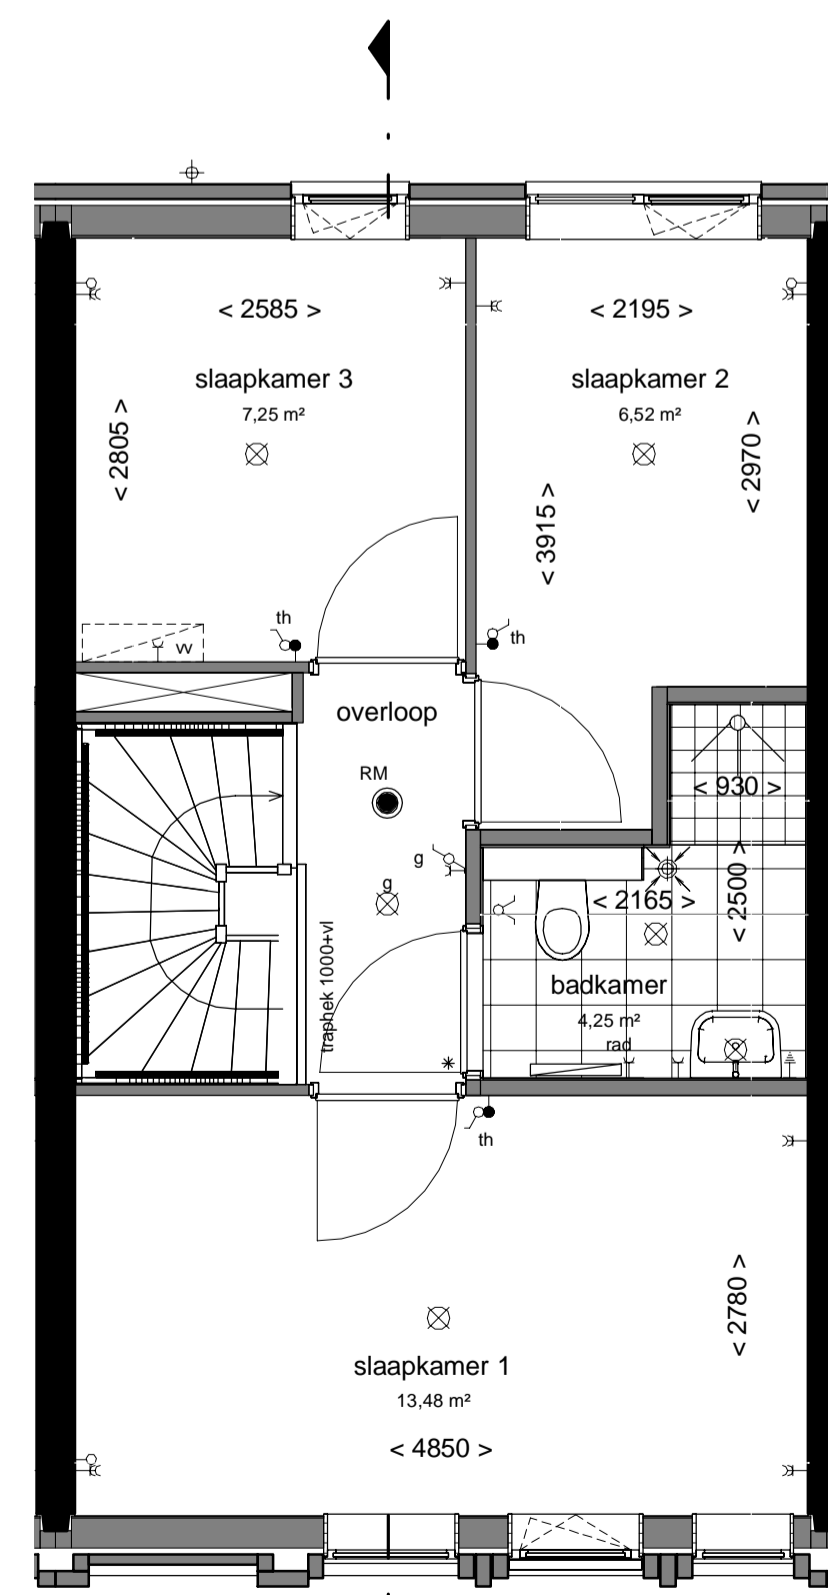 < 2585 >
< 2195 >
slaapkamer 3
7,25 m²
slaapkamer 2
6,52 m²
< 2805 >
< 2970 >
< 3915 >
th
th
vv
overloop
RM
< 930 >
g
g
< 2165 >
< 2500 >
traphek 1000+vl
badkamer
4,25 m²
rad
th
< 2780 >
slaapkamer 1
13,48 m²
< 4850 >